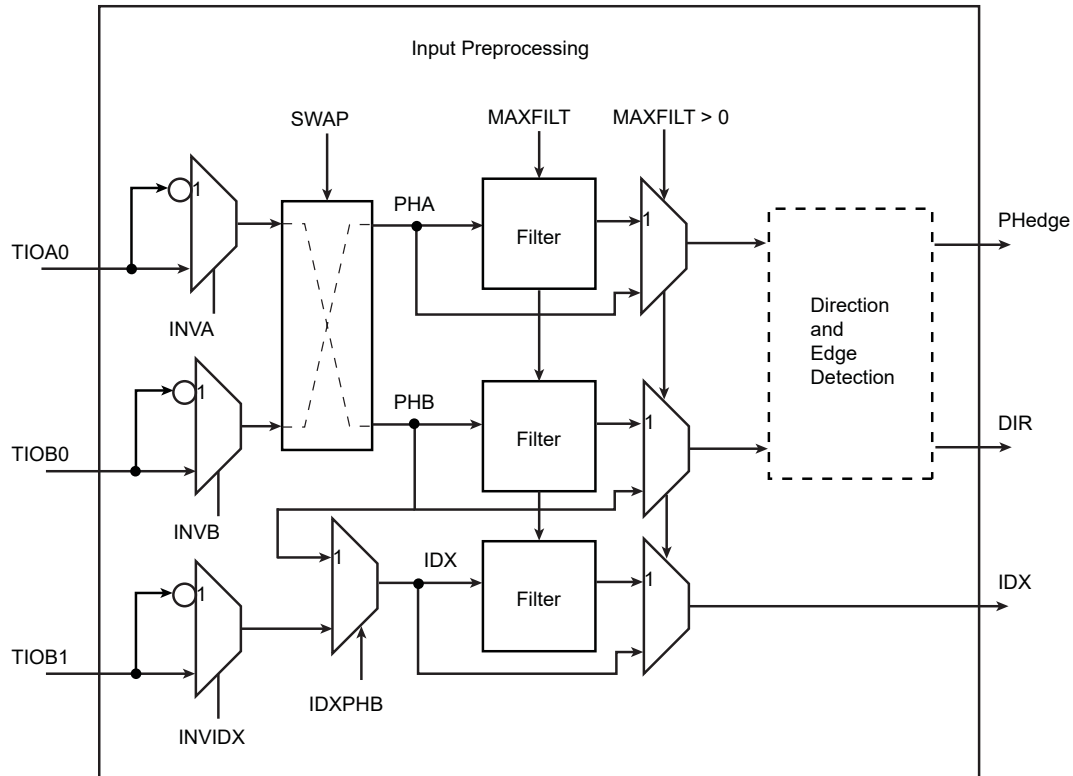 Input Preprocessing
SWAP
MAXFILT
MAXFILT > 0
1
PHA
1
PHedge
Filter
TIOA0
Direction
and
Edge
Detection
INVA
1
PHB
1
DIR
Filter
TIOB0
INVB
1
IDX
1
IDX
1
Filter
TIOB1
IDXPHB
INVIDX